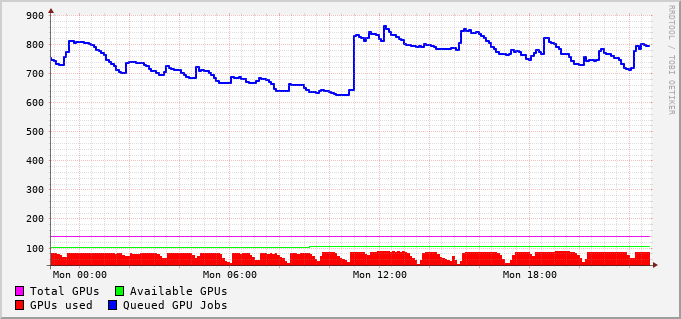 900
800
700
600
500
400
300
200
100
Mon 00:00 Mon 06:00 Mon 12:00 Mon 18:00
Total GPUs Available GPUs
GPUs used Queued GPU Jobs
RRDTOOL / TOBI OETIKER